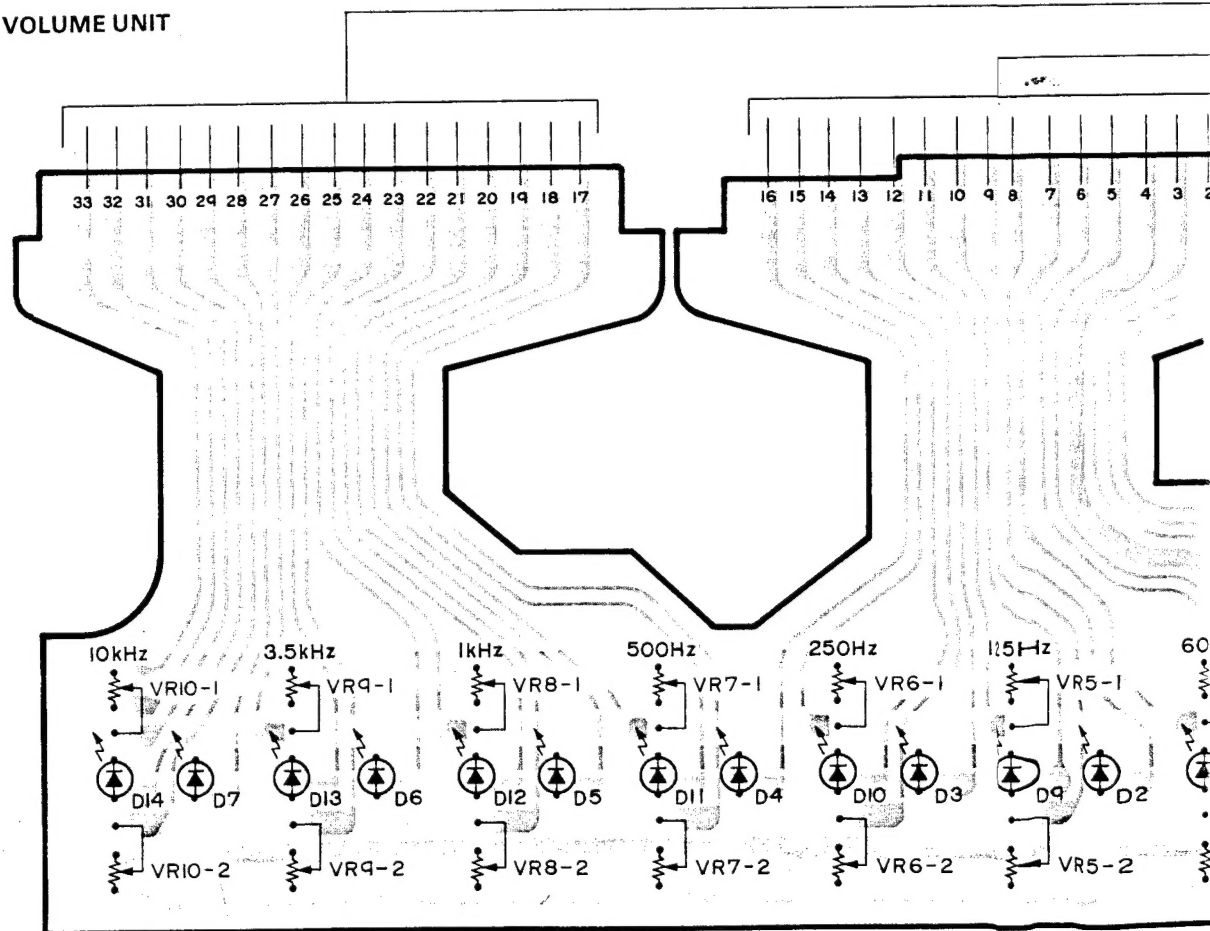 VOLUME UNIT
33 32 31 30 29 28 27 26 25 24 23 22 21 20 19 18 17 16 15 14 13 12 11 10 9 8 7 6 5 4 3 2
10kHz 3.5kHz 1kHz 500Hz 250Hz 125Hz 60
VR10-1 VR9-1 VR8-1 VR7-1 VR6-1 VR5-1
D14 D7 D13 D6 D12 D5 D11 D4 D10 D3 D9 D2
VR10-2 VR9-2 VR8-2 VR7-2 VR6-2 VR5-2